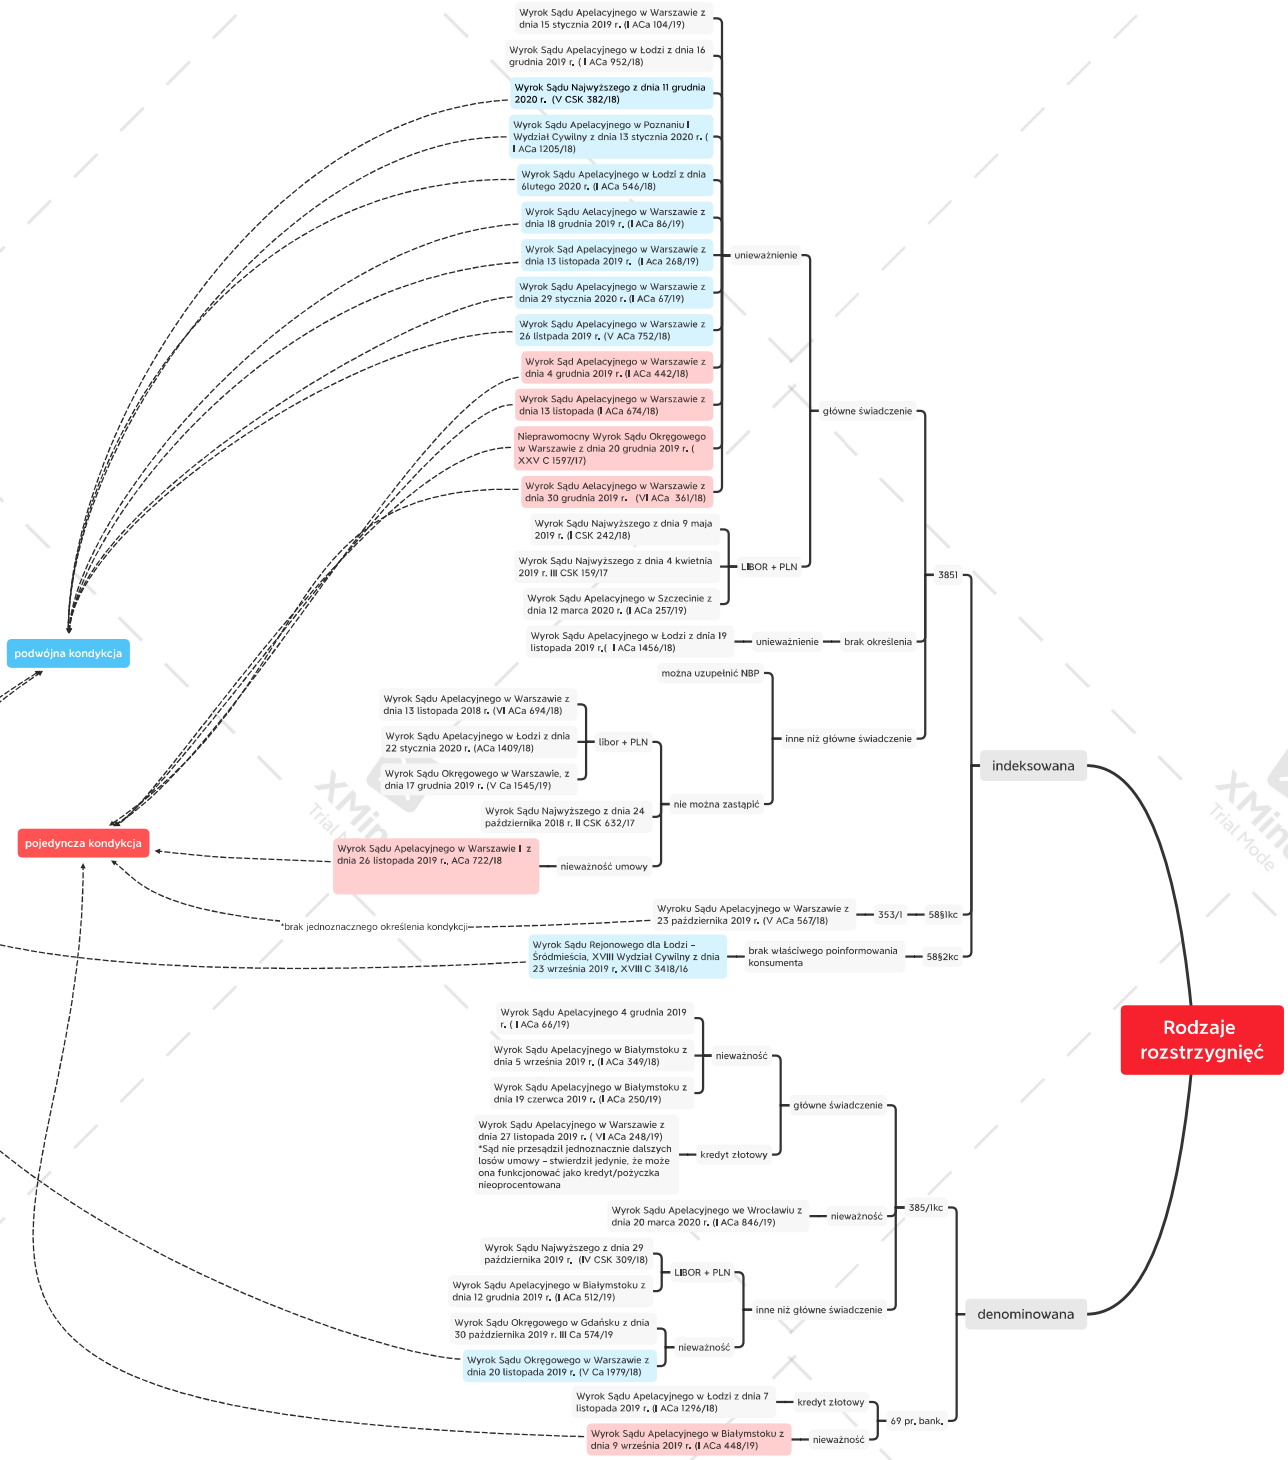 Wyrok Sądu Apelacyjnego w Warszawie z
dnia 15 stycznia 2019 r. (I ACa 104/19)
Wyrok Sądu Apelacyjnego w Łodzi z dnia 16
grudnia 2019 r. ( I ACa 952/18)
Wyrok Sądu Najwyższego z dnia 11 grudnia
2020 r. (V CSK 382/18)
Wyrok Sądu Apelacyjnego w Poznaniu I
Wydział Cywilny z dnia 13 stycznia 2020 r. (
I ACa 1205/18)
Wyrok Sądu Apelacyjnego w Łodzi z dnia
6lutego 2020 r. (I ACa 546/18)
Wyrok Sądu Aelacyjnego w Warszawie z
dnia 18 grudnia 2019 r. (I ACa 86/19)
Wyrok Sąd Apelacyjnego w Warszawie z
dnia 13 listopada 2019 r. (I Aca 268/19)
Wyrok Sądu Apelacyjnego w Warszawie z
dnia 29 stycznia 2020 r. (I ACa 67/19)
Wyrok Sądu Apelacyjnego w Warszawie z
26 listpada 2019 r. (V ACa 752/18)
Wyrok Sąd Apelacyjnego w Warszawie z
dnia 4 grudnia 2019 r. (I ACa 442/18)
Wyrok Sądu Apelacyjnego w Warszawie z
dnia 13 listopada (I ACa 674/18)
Nieprawomocny Wyrok Sądu Okręgowego
w Warszawie z dnia 20 grudnia 2019 r. (
XXV C 1597/17)
Wyrok Sądu Aelacyjnego w Warszawie z
dnia 30 grudnia 2019 r. (VI ACa 361/18)
unieważnienie
Wyrok Sądu Najwyższego z dnia 9 maja
2019 r. (I CSK 242/18)
Wyrok Sądu Najwyższego z dnia 4 kwietnia
2019 r. III CSK 159/17
Wyrok Sądu Apelacyjnego w Szczecinie z
dnia 12 marca 2020 r. (I ACa 257/19)
LIBOR + PLN
główne świadczenie
Wyrok Sądu Apelacyjnego w Łodzi z dnia 19
listopada 2019 r.( I ACa 1456/18)
unieważnienie
brak określenia
3851
podwójna kondykcja
można uzupełnić NBP
Wyrok Sądu Apelacyjnego w Warszawie z
dnia 13 listopada 2018 r. (VI ACa 694/18)
Wyrok Sądu Apelacyjnego w Łodzi z dnia
22 stycznia 2020 r. (ACa 1409/18)
Wyrok Sądu Okręgowego w Warszawie, z
dnia 17 grudnia 2019 r. (V Ca 1545/19)
libor + PLN
inne niż główne świadczenie
indeksowana
Wyrok Sądu Najwyższego z dnia 24
października 2018 r. II CSK 632/17
nie można zastąpić
pojedyncza kondykcja
Wyrok Sądu Apelacyjnego w Warszawie I z
dnia 26 listopada 2019 r., ACa 722/18
nieważność umowy
*brak jednoznacznego określenia kondykcji
Wyroku Sądu Apelacyjnego w Warszawie z
23 października 2019 r. (V ACa 567/18)
353/1
58§1kc
Wyrok Sądu Rejonowego dla Łodzi –
Śródmieścia, XVIII Wydział Cywilny z dnia
23 września 2019 r. XVIII C 3418/16
brak właściwego poinformowania
konsumenta
58§2kc
Rodzaje
rozstrzygnięć
Wyrok Sądu Apelacyjnego 4 grudnia 2019
r. ( I ACa 66/19)
Wyrok Sądu Apelacyjnego w Białymstoku z
dnia 5 września 2019 r. (I ACa 349/18)
Wyrok Sądu Apelacyjnego w Białymstoku z
dnia 19 czerwca 2019 r. (I ACa 250/19)
nieważność
główne świadczenie
Wyrok Sądu Apelacyjnego w Warszawie z
dnia 27 listopada 2019 r. ( VI ACa 248/19)
*Sąd nie przesądził jednoznacznie dalszych
losów umowy – stwierdził jedynie, że może
ona funkcjonować jako kredyt/pożyczka
nieoprocentowana
kredyt złotowy
Wyrok Sądu Apelacyjnego we Wrocławiu z
dnia 20 marca 2020 r. (I ACa 846/19)
nieważność
385/1kc
Wyrok Sądu Najwyższego z dnia 29
października 2019 r. (IV CSK 309/18)
Wyrok Sądu Apelacyjnego w Białymstoku z
dnia 12 grudnia 2019 r. (I ACa 512/19)
LIBOR + PLN
inne niż główne świadczenie
denominowana
Wyrok Sądu Okręgowego w Gdańsku z dnia
30 października 2019 r. III Ca 574/19
Wyrok Sądu Okręgowego w Warszawie z
dnia 20 listopada 2019 r. (V Ca 1979/18)
nieważność
Wyrok Sądu Apelacyjnego w Łodzi z dnia 7
listopada 2019 r. (I ACa 1296/18)
kredyt złotowy
69 pr. bank.
Wyrok Sądu Apelacyjnego w Białymstoku z
dnia 9 września 2019 r. (I ACa 448/19)
nieważność
XMind
Trial Mode
XMind
Trial Mode